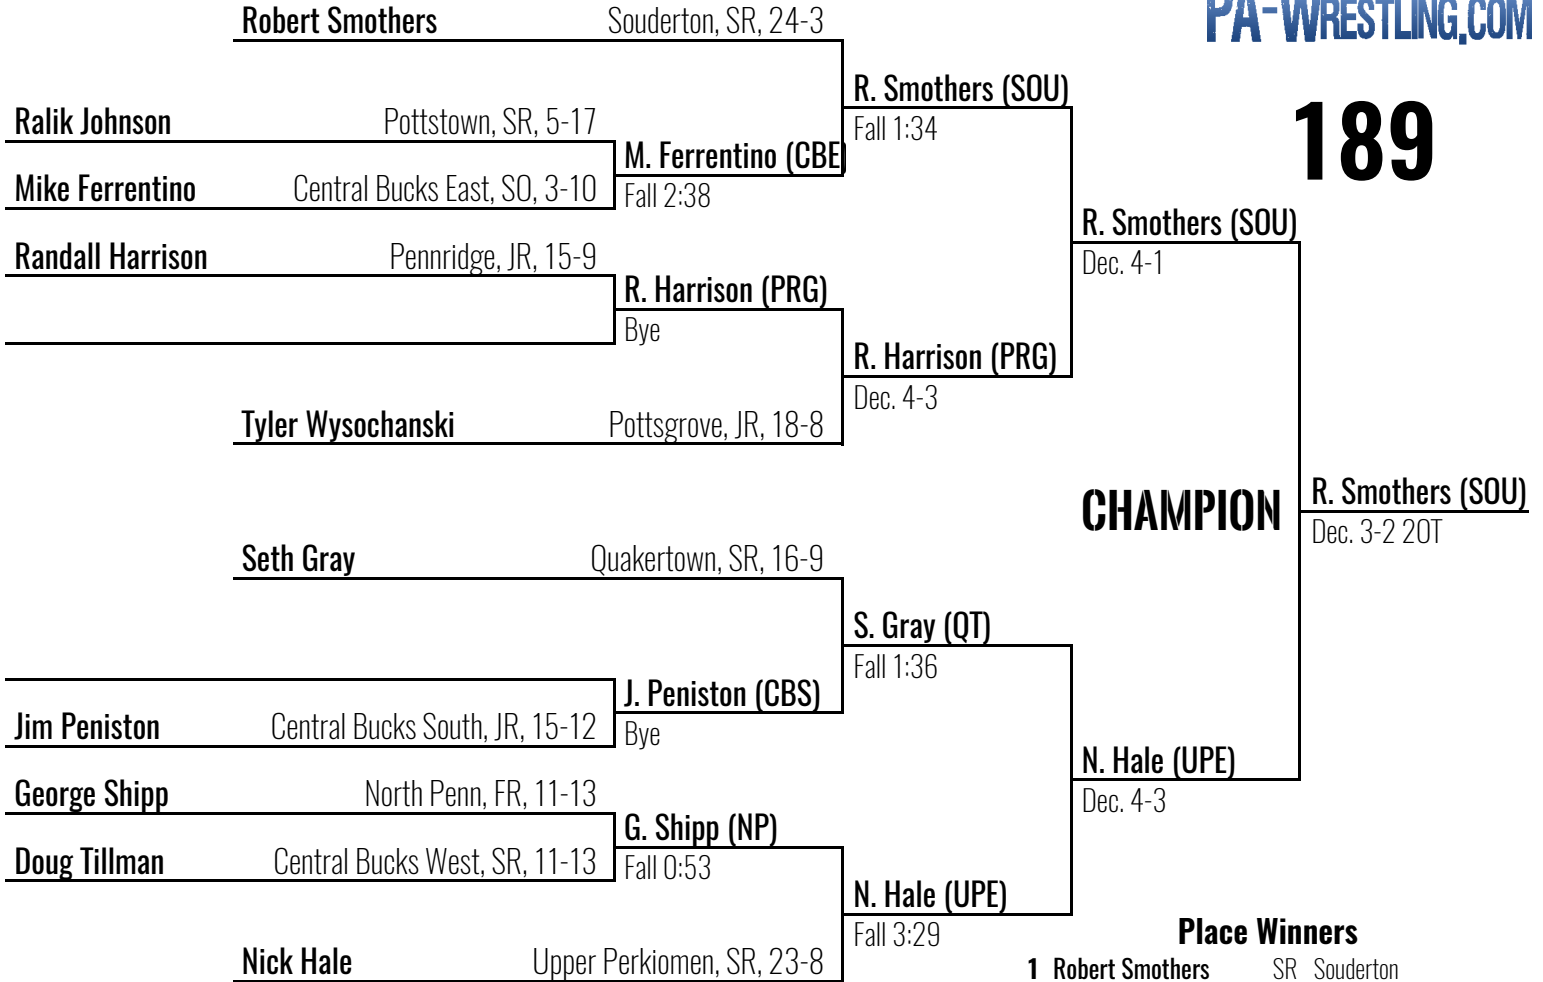 PA-WRESTLING.COM
189
Robert Smothers Souderton, SR, 24-3
R. Smothers (SOU)
Fall 1:34
Ralik Johnson Pottstown, SR, 5-17
M. Ferrentino (CBE)
Fall 2:38
Mike Ferrentino Central Bucks East, SO, 3-10
R. Smothers (SOU)
Dec. 4-1
Randall Harrison Pennridge, JR, 15-9
R. Harrison (PRG)
Bye
R. Harrison (PRG)
Dec. 4-3
Tyler Wysochanski Pottsgrove, JR, 18-8
CHAMPION
R. Smothers (SOU)
Dec. 3-2 2OT
Seth Gray Quakertown, SR, 16-9
S. Gray (QT)
Fall 1:36
J. Peniston (CBS)
Bye
Jim Peniston Central Bucks South, JR, 15-12
N. Hale (UPE)
Dec. 4-3
George Shipp North Penn, FR, 11-13
G. Shipp (NP)
Fall 0:53
Doug Tillman Central Bucks West, SR, 11-13
N. Hale (UPE)
Fall 3:29
Nick Hale Upper Perkiomen, SR, 23-8
Place Winners
1 Robert Smothers SR Souderton